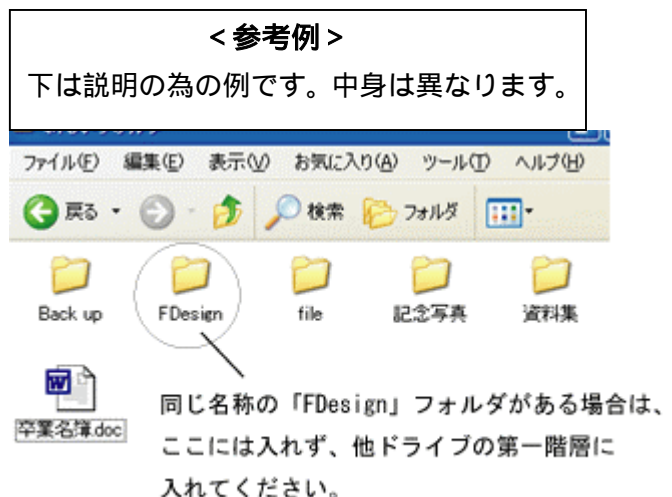 ＜参考例＞
下は説明の為の例です。中身は異なります。
ファイル(F) 編集(E) 表示(V) お気に入り(A) ツール(T) ヘルプ(H)
戻る 検索 フォルダ
Back up FDesign file 記念写真 資料集
卒業名簿.doc
同じ名称の「FDesign」フォルダがある場合は、
ここには入れず、他ドライブの第一階層に
入れてください。